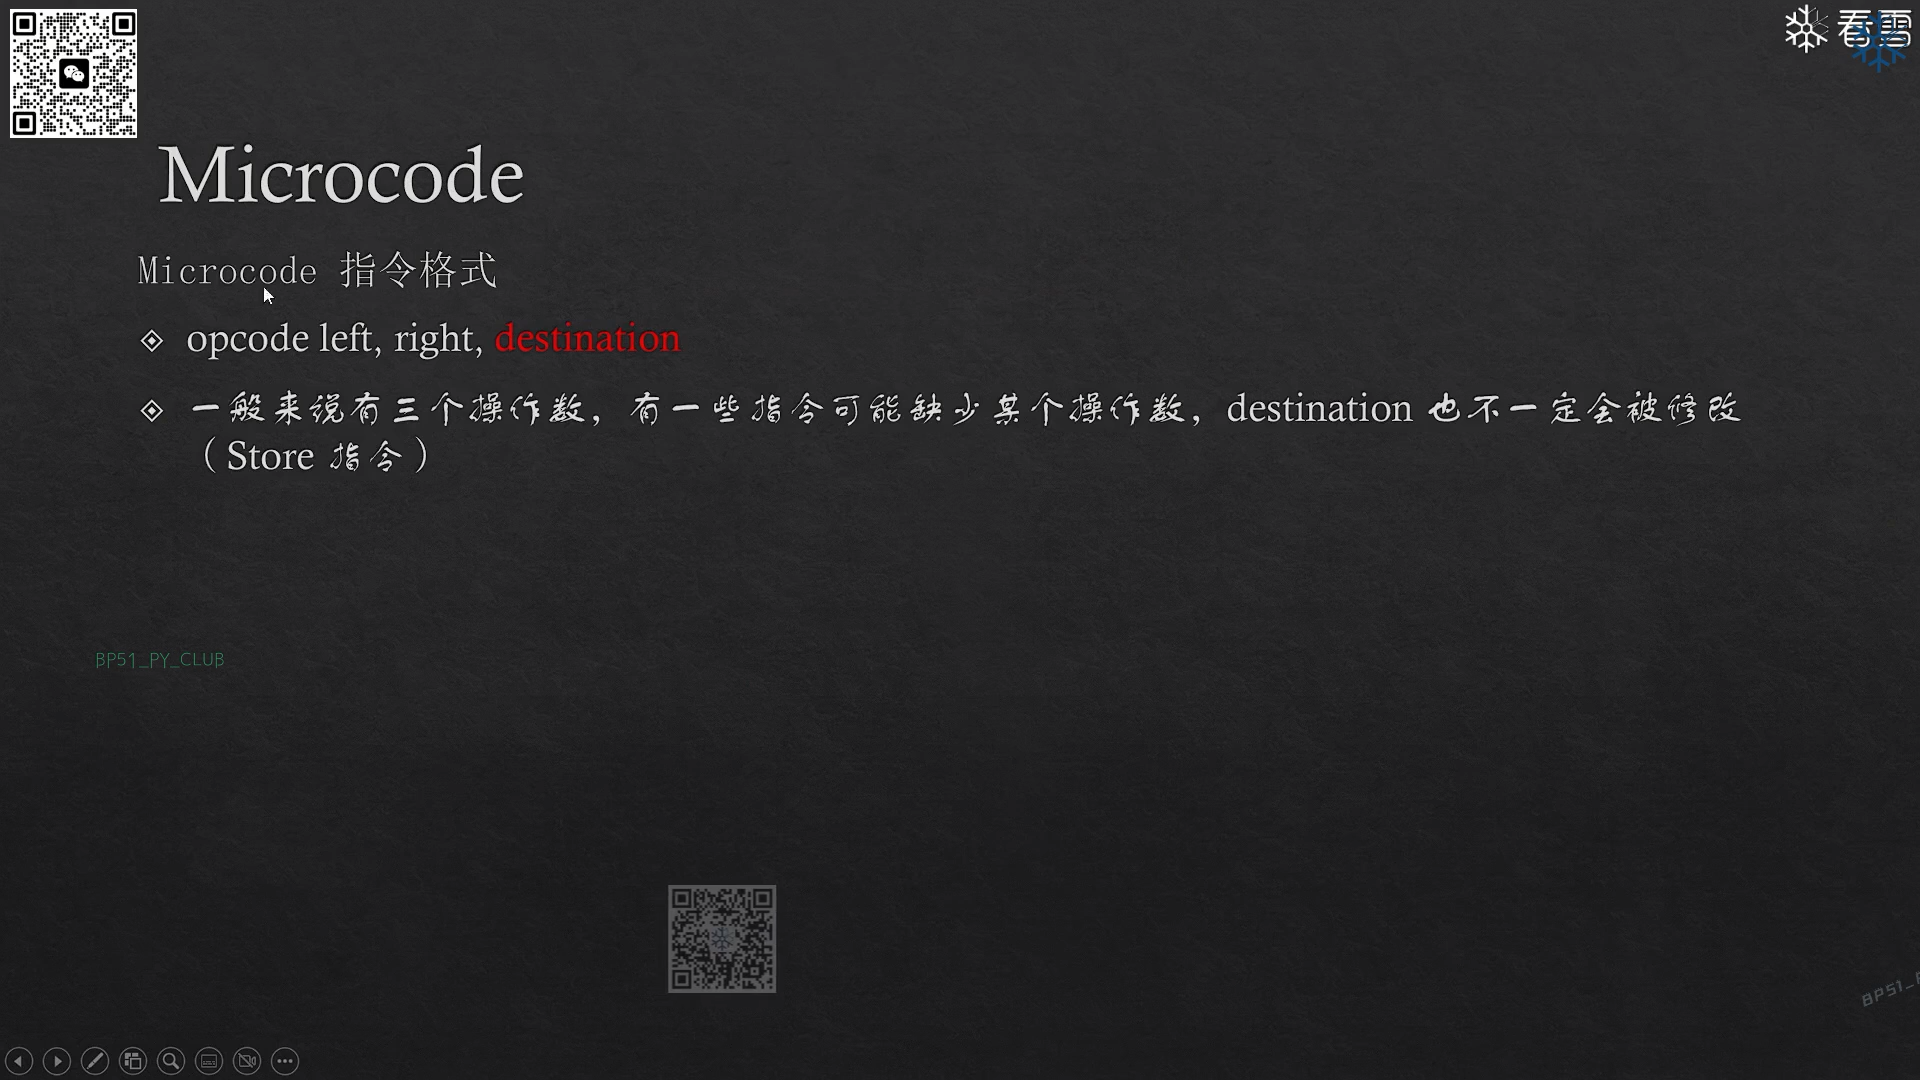 看雪
Microcode
Microcode 指令格式
opcode left, right, destination
一般来说有三个操作数，有一些指令可能缺少某个操作数，destination 也不一定会被修改
（Store 指令）
BP51_PY_CLUB